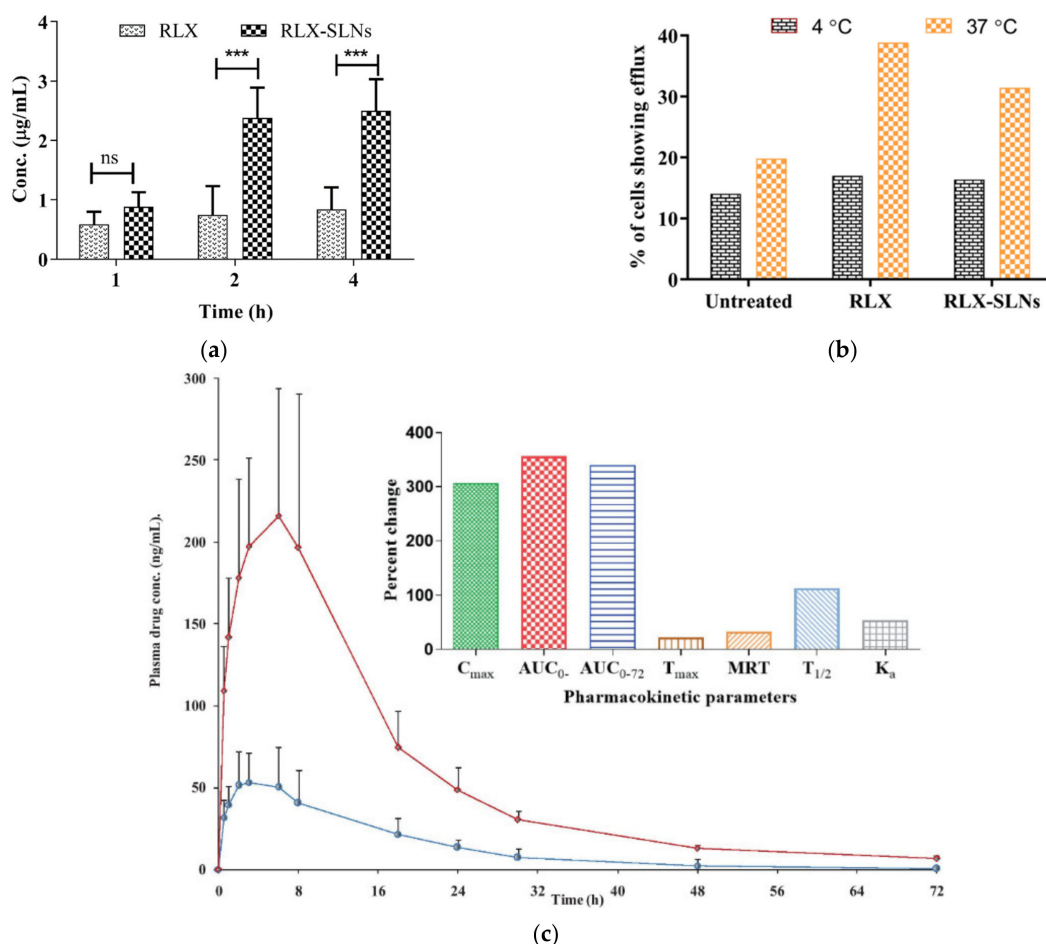 RLX RLX-SLNs
4
3
2
1
0
Conc. (µg/mL)
ns
***
***
1 2 4
Time (h)
(a)
4 °C 37 °C
40
30
20
10
0
% of cells showing efflux
Untreated RLX RLX-SLNs
(b)
300
250
200
150
100
50
0
Plasma drug conc. (ng/mL).
0 8 16 24 32 40 48 56 64 72
Time (h)
400
300
200
100
0
Percent change
Cmax AUC0- AUC0-72 Tmax MRT T1/2 Ka
Pharmacokinetic parameters
(c)